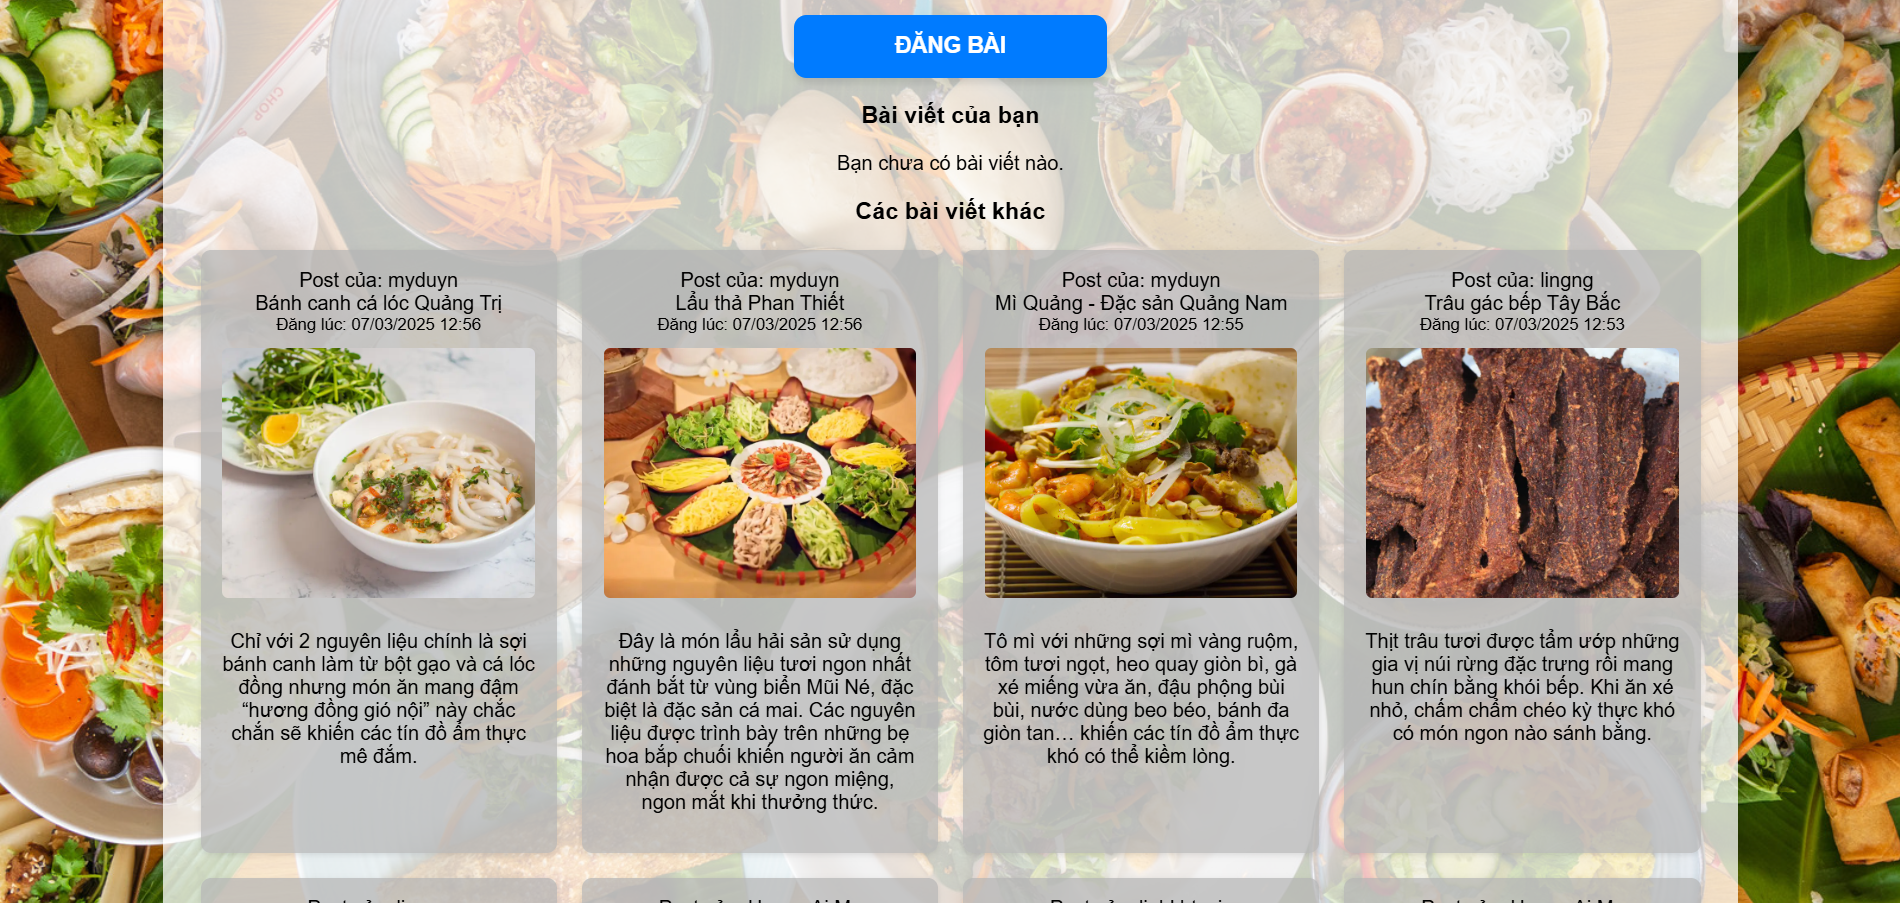 ĐĂNG BÀI
Bài viết của bạn
Bạn chưa có bài viết nào.
Các bài viết khác
Post của: myduyn
Bánh canh cá lóc Quảng Trị
Đăng lúc: 07/03/2025 12:56
Chỉ với 2 nguyên liệu chính là sợi
bánh canh làm từ bột gạo và cá lóc
đồng nhưng món ăn mang đậm
“hương đồng gió nội” này chắc
chắn sẽ khiến các tín đồ ẩm thực
mê đắm.
Post của: myduyn
Lẩu thả Phan Thiết
Đăng lúc: 07/03/2025 12:56
Đây là món lẩu hải sản sử dụng
những nguyên liệu tươi ngon nhất
đánh bắt từ vùng biển Mũi Né, đặc
biệt là đặc sản cá mai. Các nguyên
liệu được trình bày trên những bẹ
hoa bắp chuối khiến người ăn cảm
nhận được cả sự ngon miệng,
ngon mắt khi thưởng thức.
Post của: myduyn
Mì Quảng - Đặc sản Quảng Nam
Đăng lúc: 07/03/2025 12:55
Tô mì với những sợi mì vàng ruộm,
tôm tươi ngọt, heo quay giòn bì, gà
xé miếng vừa ăn, đậu phộng bùi
bùi, nước dùng beo béo, bánh đa
giòn tan… khiến các tín đồ ẩm thực
khó có thể kiềm lòng.
Post của: lingng
Trâu gác bếp Tây Bắc
Đăng lúc: 07/03/2025 12:53
Thịt trâu tươi được tẩm ướp những
gia vị núi rừng đặc trưng rồi mang
hun chín bằng khói bếp. Khi ăn xé
nhỏ, chấm chẩm chéo kỳ thực khó
có món ngon nào sánh bằng.
CHOP